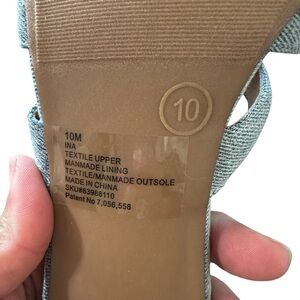 10
10M
INA
TEXTILE UPPER
MANMADE LINING
TEXTILE/MANMADE OUTSOLE
MADE IN CHINA
SKU#83986110
Patent No 7,056,558